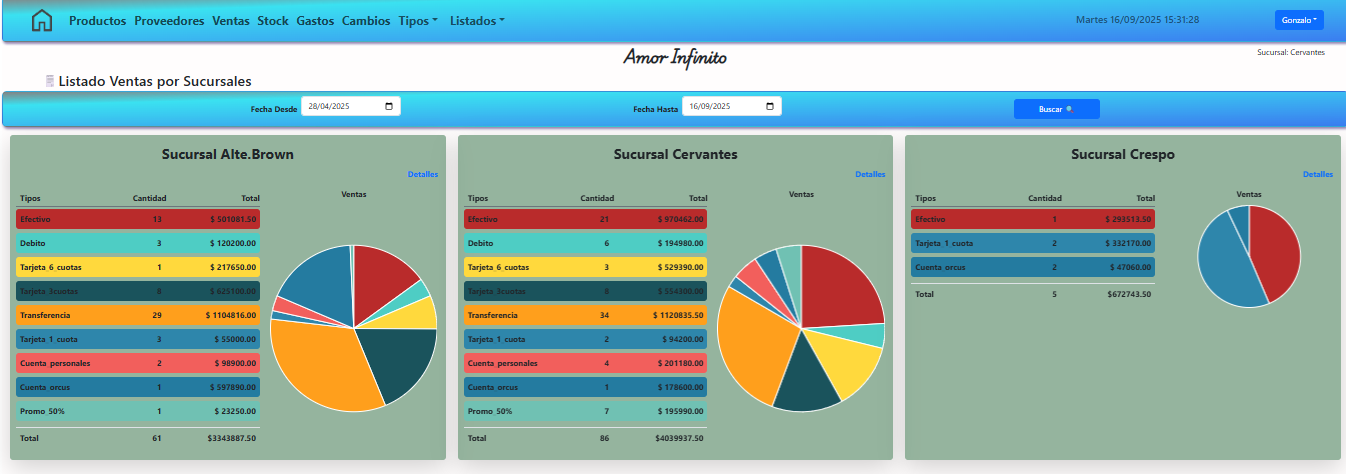 Productos Proveedores Ventas Stock Gastos Cambios Tipos Listados Martes 16/09/2025 15:31:28 Gonzalo
Amor Infinito
Sucursal: Cervantes
Listado Ventas por Sucursales
Fecha Desde 28/04/2025 Fecha Hasta 16/09/2025 Buscar
Sucursal Alte.Brown
Detalles
Tipos Cantidad Total
Ventas
Efectivo 13 $ 501081.50
Debito 3 $ 120200.00
Tarjeta 6 cuotas 1 $ 217650.00
Tarjeta 3cuotas 8 $ 625100.00
Transferencia 29 $ 1104816.00
Tarjeta 1 cuota 3 $ 55000.00
Cuenta personales 2 $ 98900.00
Cuenta orcus 1 $ 597890.00
Promo 50% 1 $ 23250.00
Total 61 $3343887.50
Sucursal Cervantes
Detalles
Tipos Cantidad Total
Ventas
Efectivo 21 $ 970462.00
Debito 6 $ 194980.00
Tarjeta 6 cuotas 3 $ 529390.00
Tarjeta 3cuotas 8 $ 554300.00
Transferencia 34 $ 1120835.50
Tarjeta 1 cuota 2 $ 94200.00
Cuenta personales 4 $ 201180.00
Cuenta orcus 1 $ 178600.00
Promo 50% 7 $ 195990.00
Total 86 $4039937.50
Sucursal Crespo
Detalles
Tipos Cantidad Total
Ventas
Efectivo 1 $ 293513.50
Tarjeta 1 cuota 2 $ 332170.00
Cuenta orcus 2 $ 47060.00
Total 5 $672743.50